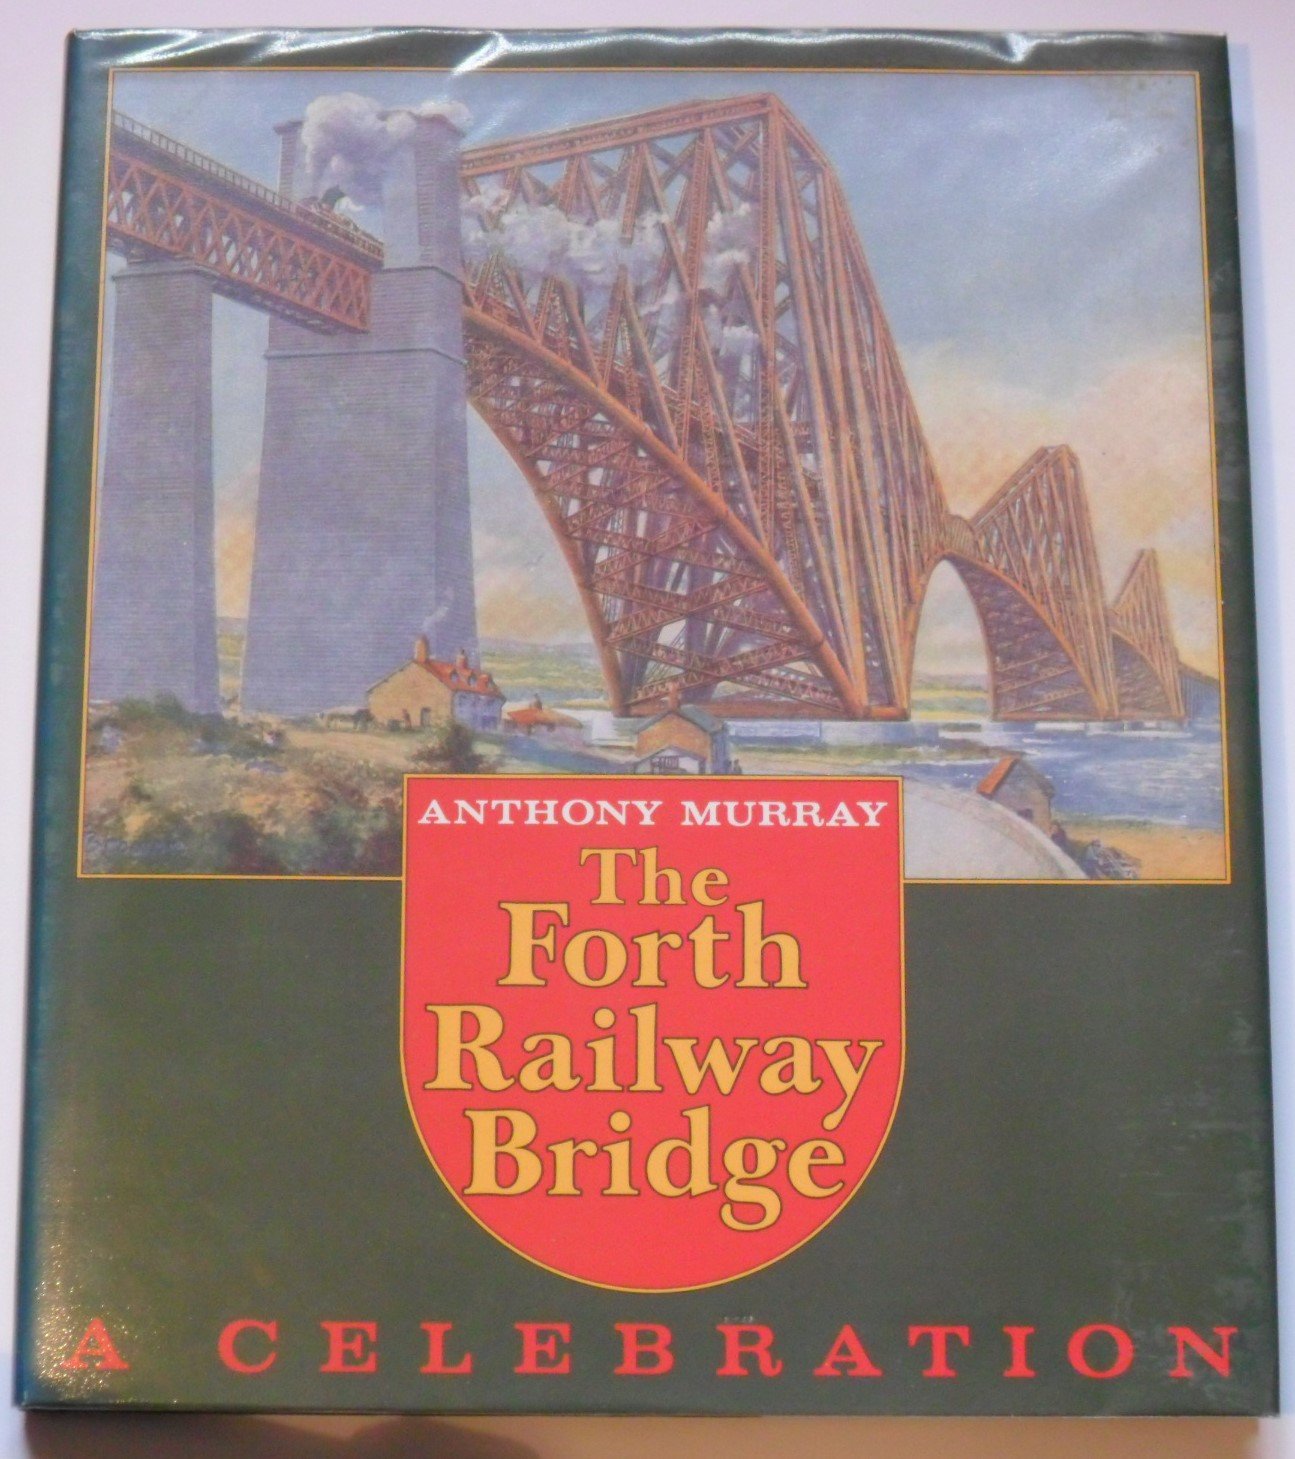 ANTHONY MURRAY
The
Forth
Railway
Bridge
A CELEBRATION